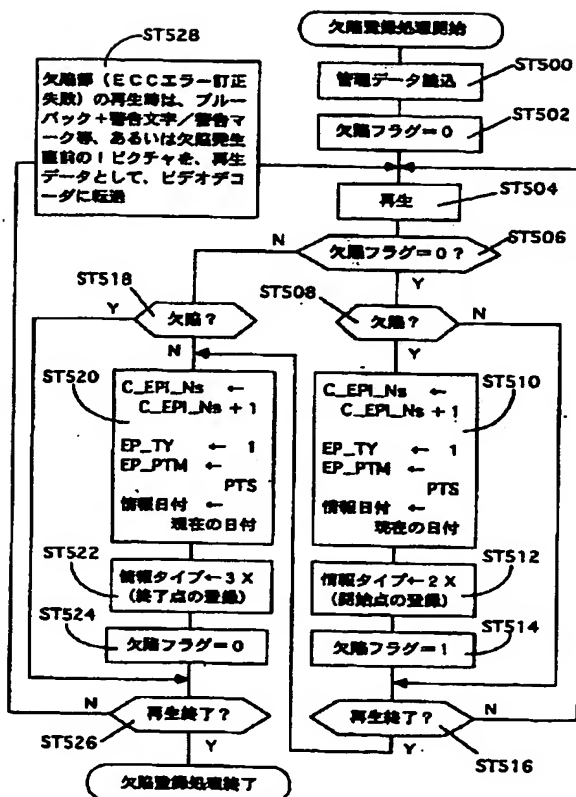 欠陥登録処理開始
ST528
欠陥部（ECCエラー訂正
失敗）の再生時は、ブルー
バック＋警告文字／警告マ
ーク等、あるいは欠陥発生
直前のIピクチャを、再生
データとして、ビデオデコ
ーダに転送
管理データ読込
ST500
欠陥フラグ=0
ST502
再生
ST504
欠陥フラグ=0？
ST506
N
Y
ST518
欠陥？
Y
N
ST508
欠陥？
N
Y
ST520
C_EPI_Ns ←
C_EPI_Ns + 1
EP_TY ← 1
EP_PTM ←
PTS
情報日付 ←
現在の日付
ST510
C_EPI_Ns ←
C_EPI_Ns + 1
EP_TY ← 1
EP_PTM ←
PTS
情報日付 ←
現在の日付
ST522
情報タイプ←3X
（終了点の登録）
ST512
情報タイプ←2X
（開始点の登録）
ST524
欠陥フラグ=0
ST514
欠陥フラグ=1
N
再生終了？
ST526
Y
再生終了？
N
Y
ST516
欠陥登録処理終了